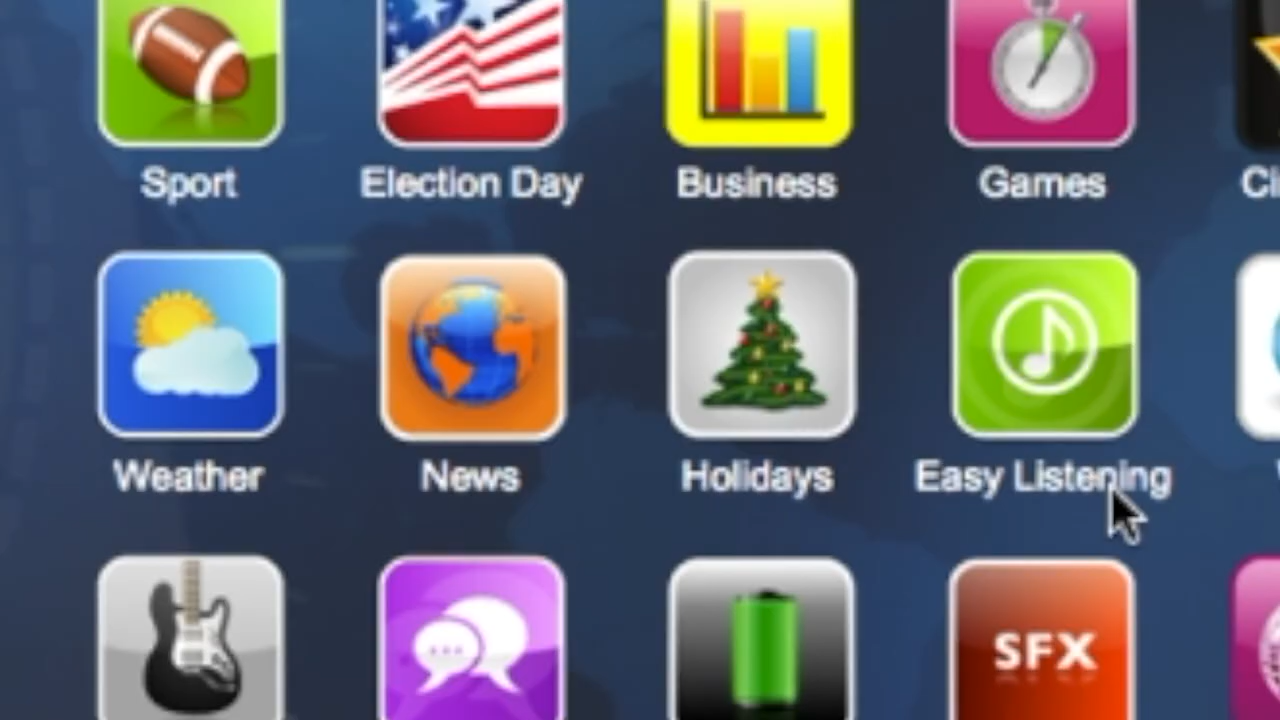 Sport
Election Day
Business
Games
Weather
News
Holidays
Easy Listening
SFX